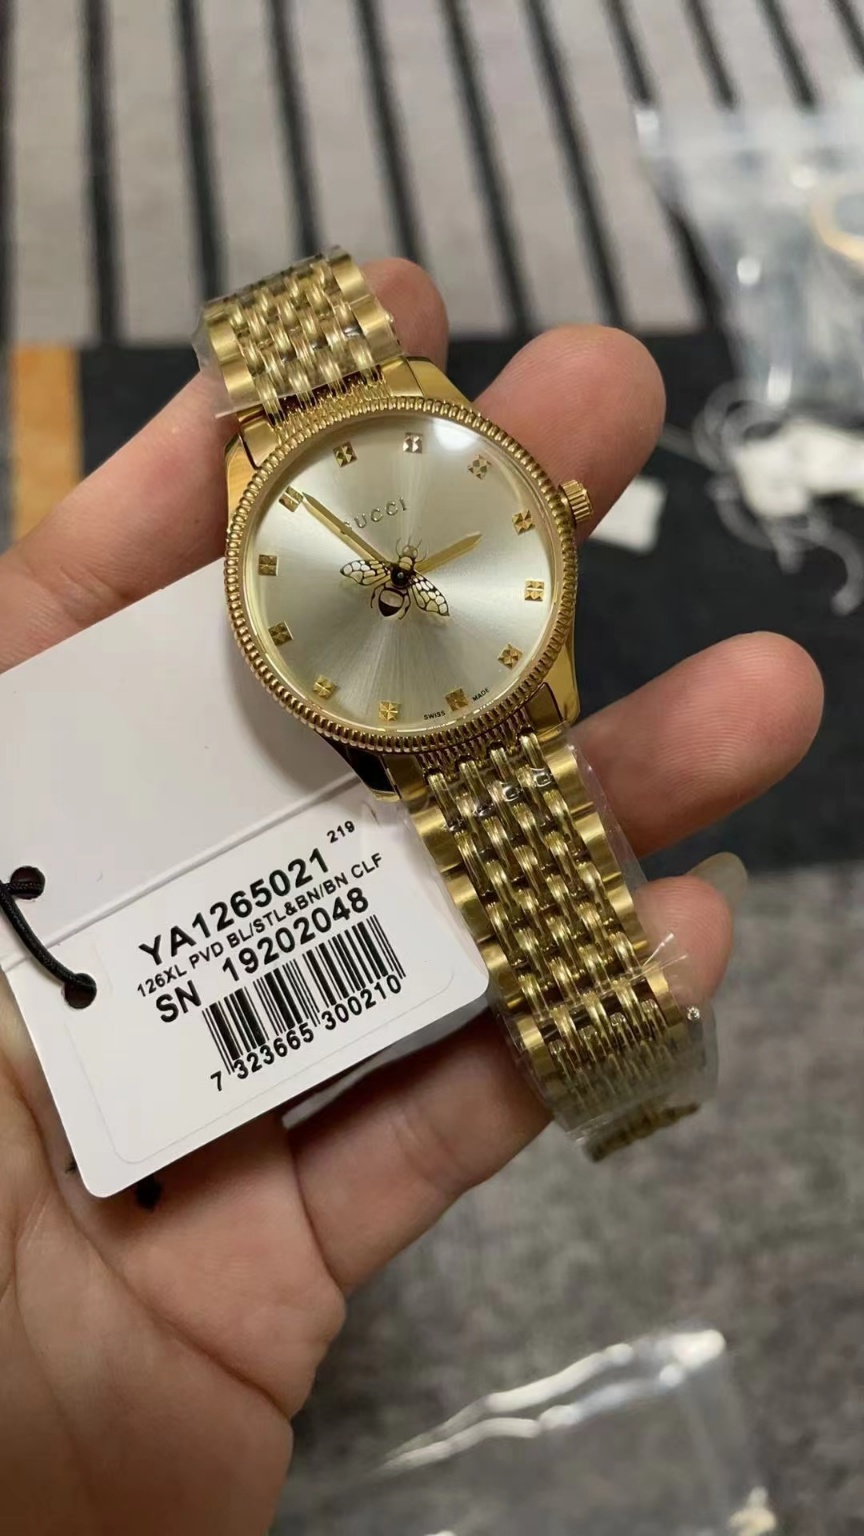 GUCCI
SWISS MADE
219
YA1265021
126XL PVD BL/STL&BN/BN CLF
SN 19202048
7 323665 300210